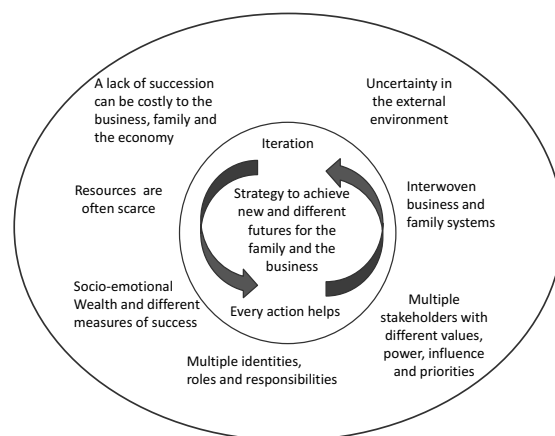 A lack of succession
can be costly to the
business, family and
the economy
Uncertainty in
the external
environment
Iteration
Resources are
often scarce
Strategy to achieve
new and different
futures for the
family and the
business
Interwoven
business and
family systems
Socio-emotional
Wealth and different
measures of success
Every action helps
Multiple
stakeholders with
different values,
power, influence
and priorities
Multiple identities,
roles and responsibilities